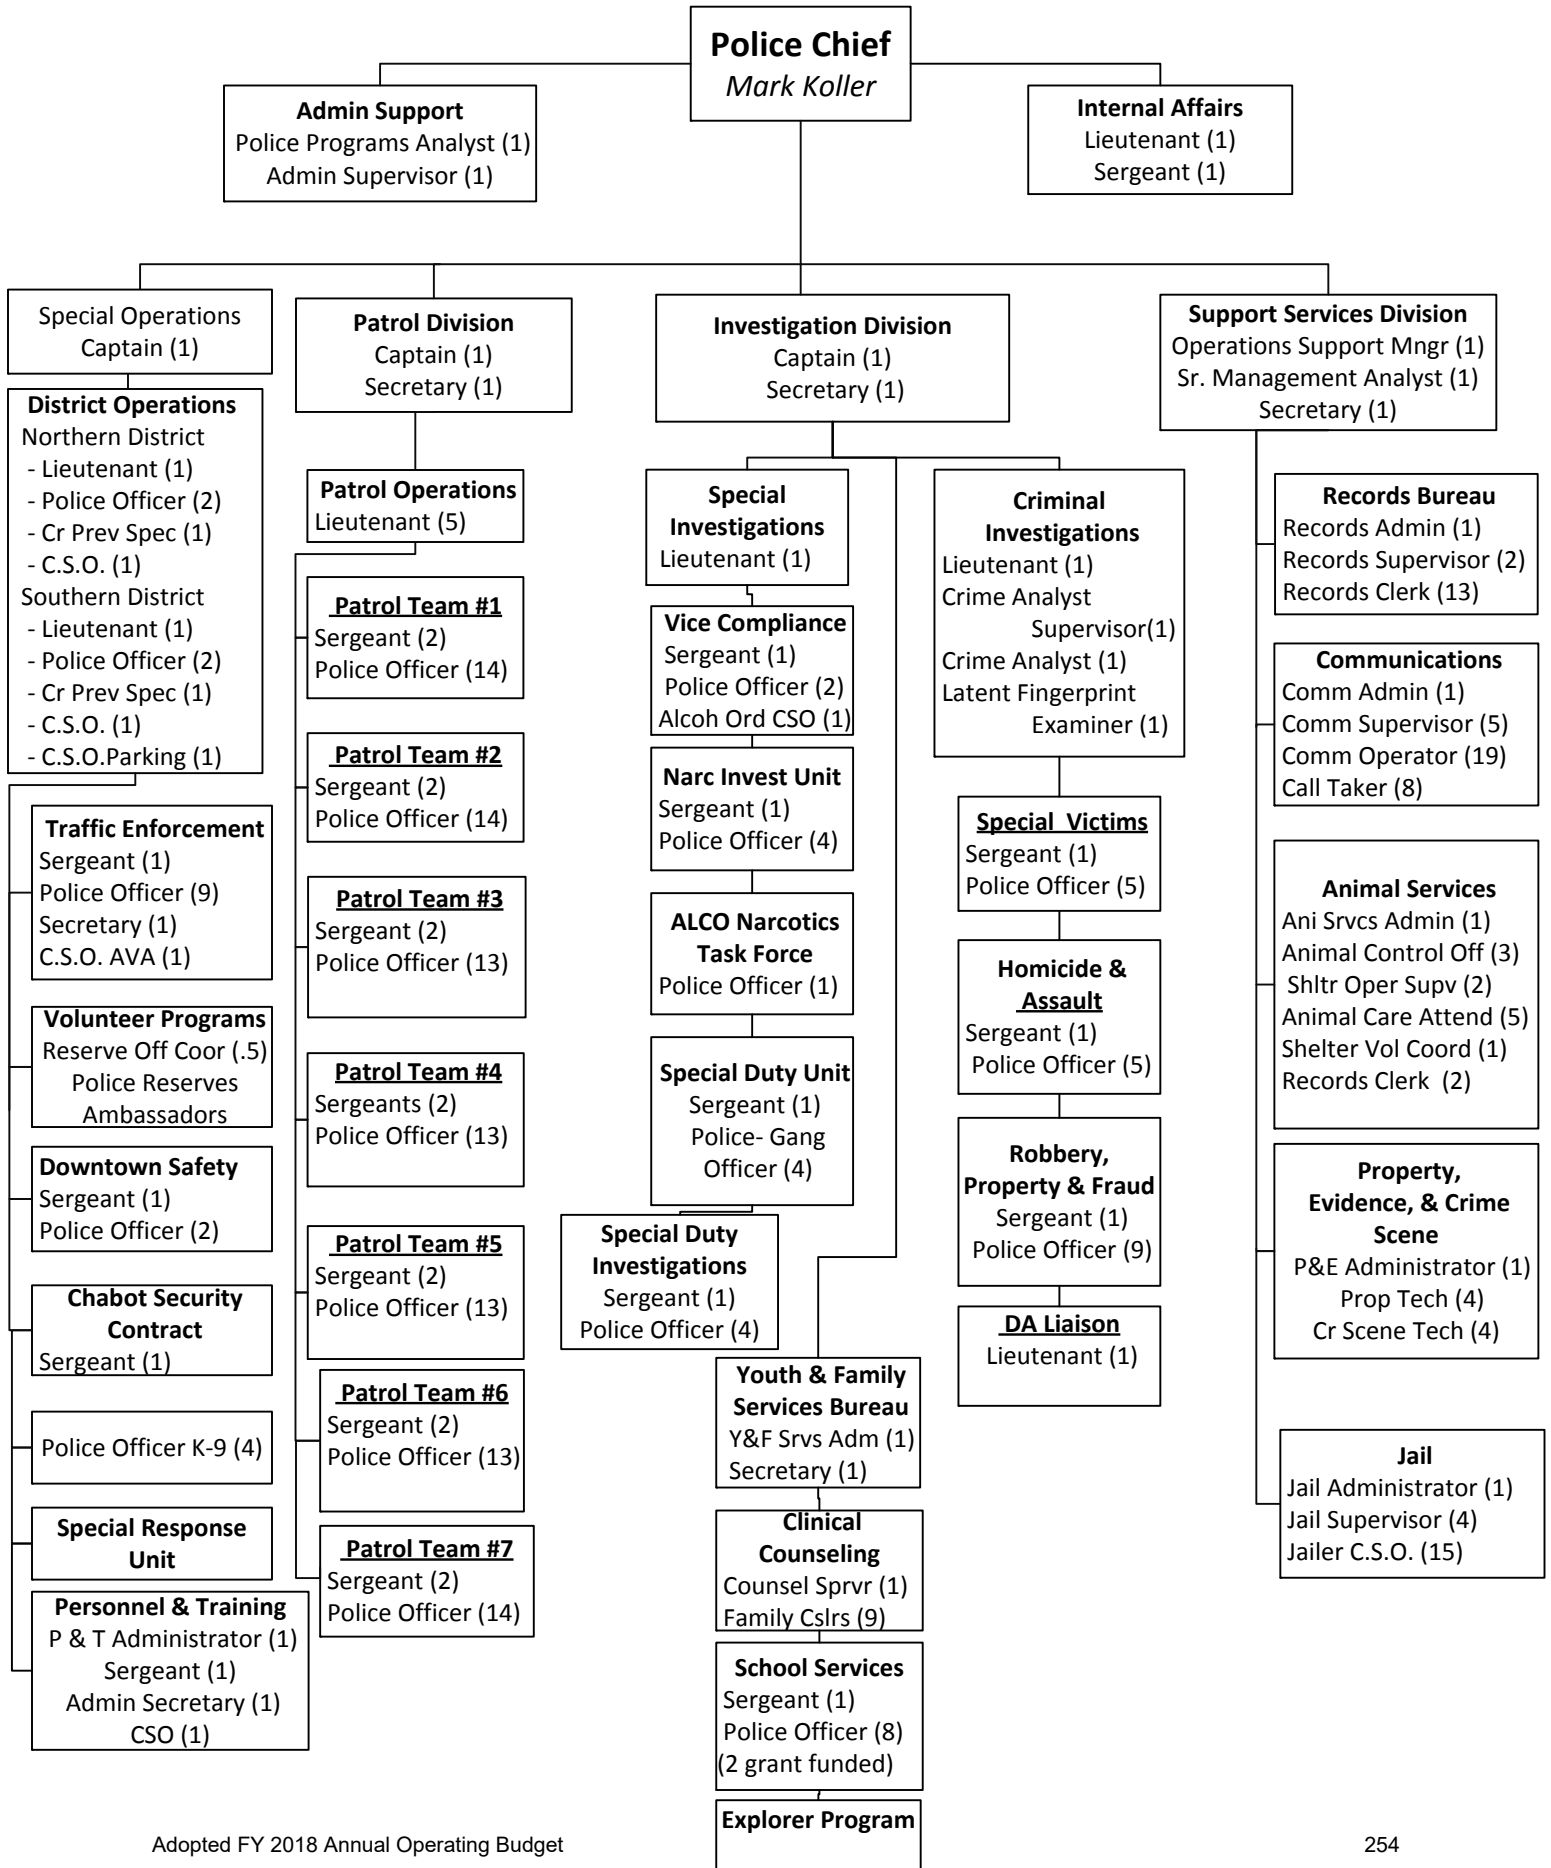 Police Chief
Mark Koller
Admin Support
Police Programs Analyst (1)
Admin Supervisor (1)
Internal Affairs
Lieutenant (1)
Sergeant (1)
Special Operations
Captain (1)
District Operations
Northern District
- Lieutenant (1)
- Police Officer (2)
- Cr Prev Spec (1)
- C.S.O. (1)
Southern District
- Lieutenant (1)
- Police Officer (2)
- Cr Prev Spec (1)
- C.S.O. (1)
- C.S.O.Parking (1)
Traffic Enforcement
Sergeant (1)
Police Officer (9)
Secretary (1)
C.S.O. AVA (1)
Volunteer Programs
Reserve Off Coor (.5)
Police Reserves
Ambassadors
Downtown Safety
Sergeant (1)
Police Officer (2)
Chabot Security
Contract
Sergeant (1)
Police Officer K-9 (4)
Special Response
Unit
Personnel & Training
P & T Administrator (1)
Sergeant (1)
Admin Secretary (1)
CSO (1)
Patrol Division
Captain (1)
Secretary (1)
Patrol Operations
Lieutenant (5)
Patrol Team #1
Sergeant (2)
Police Officer (14)
Patrol Team #2
Sergeant (2)
Police Officer (14)
Patrol Team #3
Sergeant (2)
Police Officer (13)
Patrol Team #4
Sergeants (2)
Police Officer (13)
Patrol Team #5
Sergeant (2)
Police Officer (13)
Patrol Team #6
Sergeant (2)
Police Officer (13)
Patrol Team #7
Sergeant (2)
Police Officer (14)
Investigation Division
Captain (1)
Secretary (1)
Special
Investigations
Lieutenant (1)
Vice Compliance
Sergeant (1)
Police Officer (2)
Alcoh Ord CSO (1)
Narc Invest Unit
Sergeant (1)
Police Officer (4)
ALCO Narcotics
Task Force
Police Officer (1)
Special Duty Unit
Sergeant (1)
Police- Gang
Officer (4)
Special Duty
Investigations
Sergeant (1)
Police Officer (4)
Youth & Family
Services Bureau
Y&F Srvs Adm (1)
Secretary (1)
Clinical
Counseling
Counsel Sprvr (1)
Family Cslrs (9)
School Services
Sergeant (1)
Police Officer (8)
(2 grant funded)
Explorer Program
Criminal
Investigations
Lieutenant (1)
Crime Analyst
Supervisor(1)
Crime Analyst (1)
Latent Fingerprint
Examiner (1)
Special Victims
Sergeant (1)
Police Officer (5)
Homicide &
Assault
Sergeant (1)
Police Officer (5)
Robbery,
Property & Fraud
Sergeant (1)
Police Officer (9)
DA Liaison
Lieutenant (1)
Support Services Division
Operations Support Mngr (1)
Sr. Management Analyst (1)
Secretary (1)
Records Bureau
Records Admin (1)
Records Supervisor (2)
Records Clerk (13)
Communications
Comm Admin (1)
Comm Supervisor (5)
Comm Operator (19)
Call Taker (8)
Animal Services
Ani Srvcs Admin (1)
Animal Control Off (3)
Shltr Oper Supv (2)
Animal Care Attend (5)
Shelter Vol Coord (1)
Records Clerk (2)
Property,
Evidence, & Crime
Scene
P&E Administrator (1)
Prop Tech (4)
Cr Scene Tech (4)
Jail
Jail Administrator (1)
Jail Supervisor (4)
Jailer C.S.O. (15)
Adopted FY 2018 Annual Operating Budget
254